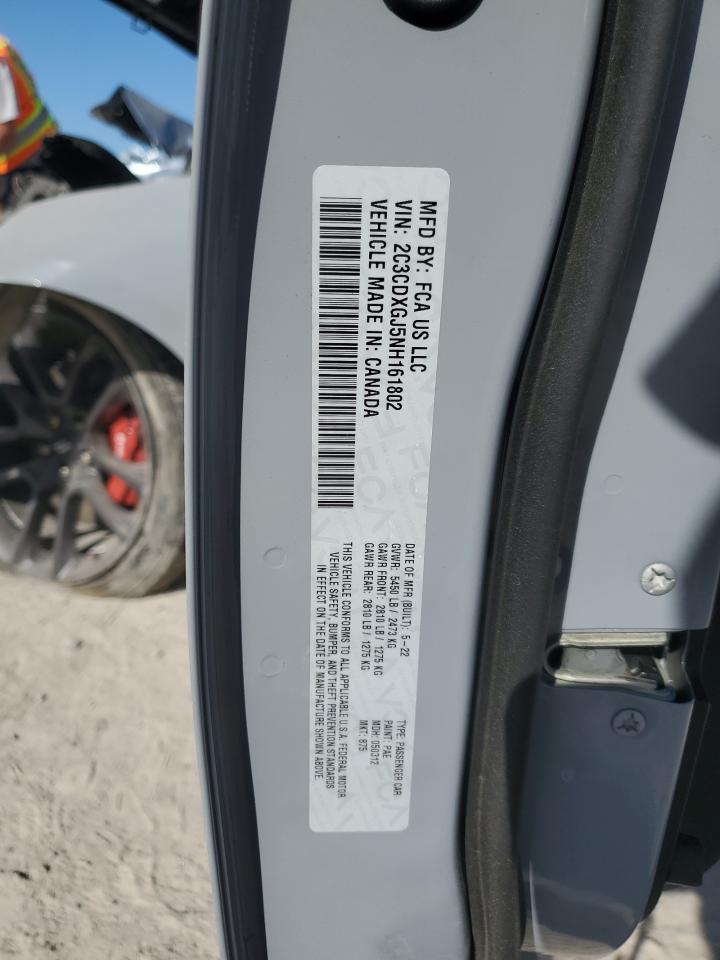 MFD BY: FCA US LLC
VIN: 2C3CDXGJ5NH161802
VEHICLE MADE IN: CANADA
DATE OF MFR (BUILT): 5-22
GVWR: 5450 LB / 2473 KG
GAWR FRONT: 2810 LB / 1275 KG
GAWR REAR: 2810 LB / 1275 KG
TYPE: PASSENGER CAR
PAINT: PAE
MDH: 050312
MKT: 875
THIS VEHICLE CONFORMS TO ALL APPLICABLE U.S.A. FEDERAL MOTOR
VEHICLE SAFETY, BUMPER, AND THEFT PREVENTION STANDARDS
IN EFFECT ON THE DATE OF MANUFACTURE SHOWN ABOVE.